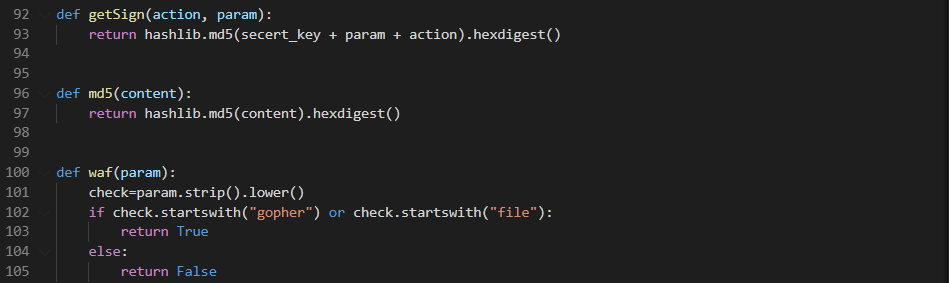 92 def getSign(action, param):
93     return hashlib.md5(secert_key + param + action).hexdigest()
94
95
96 def md5(content):
97     return hashlib.md5(content).hexdigest()
98
99
100 def waf(param):
101     check=param.strip().lower()
102     if check.startswith("gopher") or check.startswith("file"):
103         return True
104     else:
105         return False